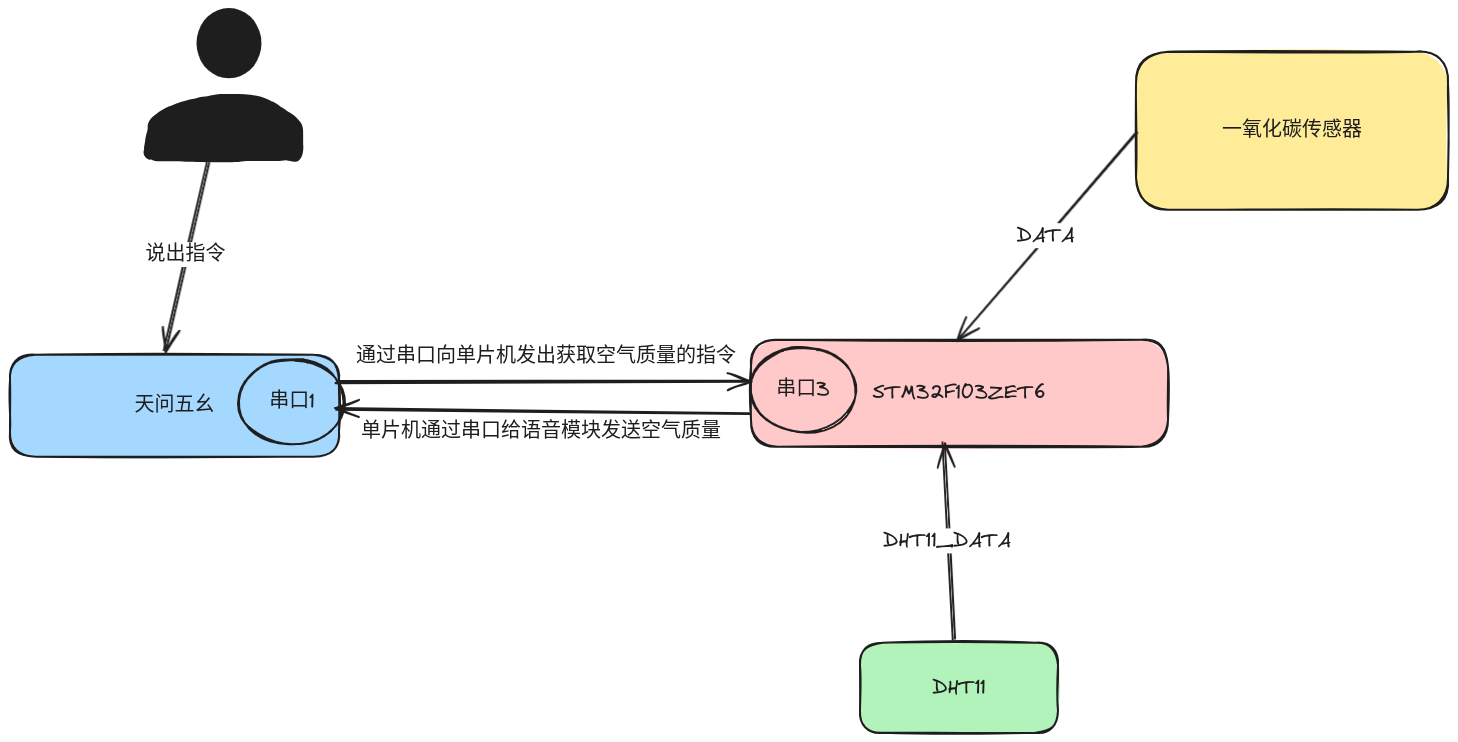 一氧化碳传感器
DATA
说出指令
通过串口向单片机发出获取空气质量的指令
天问五幺
串口1
串口3
STM32F103ZET6
单片机通过串口给语音模块发送空气质量
DHT11_DATA
DHT11